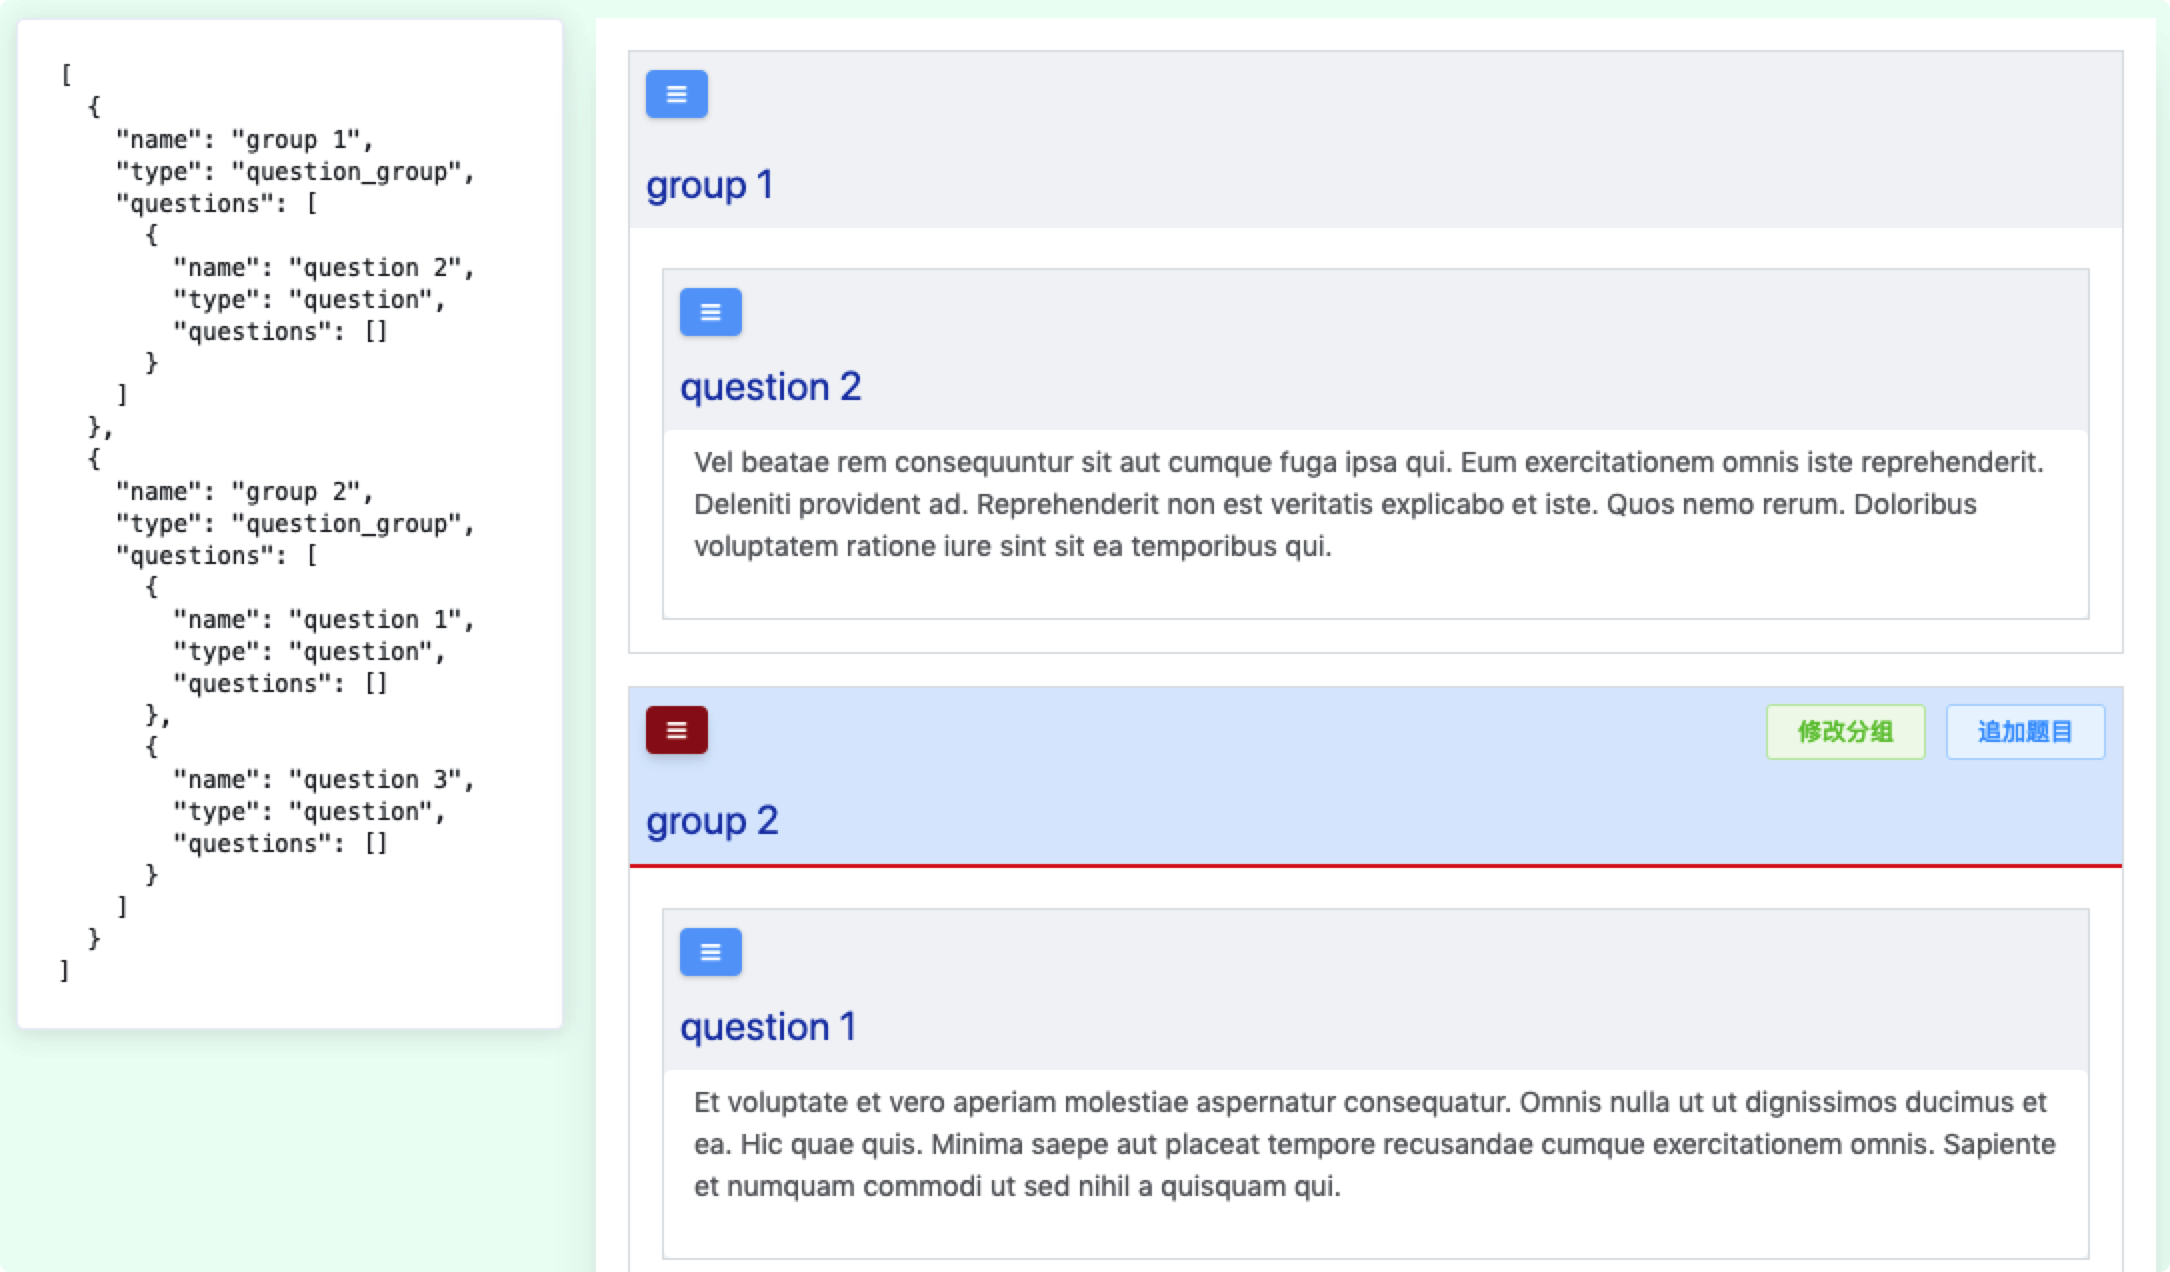 [
  {
    "name": "group 1",
    "type": "question_group",
    "questions": [
      {
        "name": "question 2",
        "type": "question",
        "questions": []
      }
    ]
  },
  {
    "name": "group 2",
    "type": "question_group",
    "questions": [
      {
        "name": "question 1",
        "type": "question",
        "questions": []
      },
      {
        "name": "question 3",
        "type": "question",
        "questions": []
      }
    ]
  }
]
group 1
question 2
Vel beatae rem consequuntur sit aut cumque fuga ipsa qui. Eum exercitationem omnis iste reprehenderit.
Deleniti provident ad. Reprehenderit non est veritatis explicabo et iste. Quos nemo rerum. Doloribus
voluptatem ratione iure sint sit ea temporibus qui.
修改分组 追加题目
group 2
question 1
Et voluptate et vero aperiam molestiae aspernatur consequatur. Omnis nulla ut ut dignissimos ducimus et
ea. Hic quae quis. Minima saepe aut placeat tempore recusandae cumque exercitationem omnis. Sapiente
et numquam commodi ut sed nihil a quisquam qui.